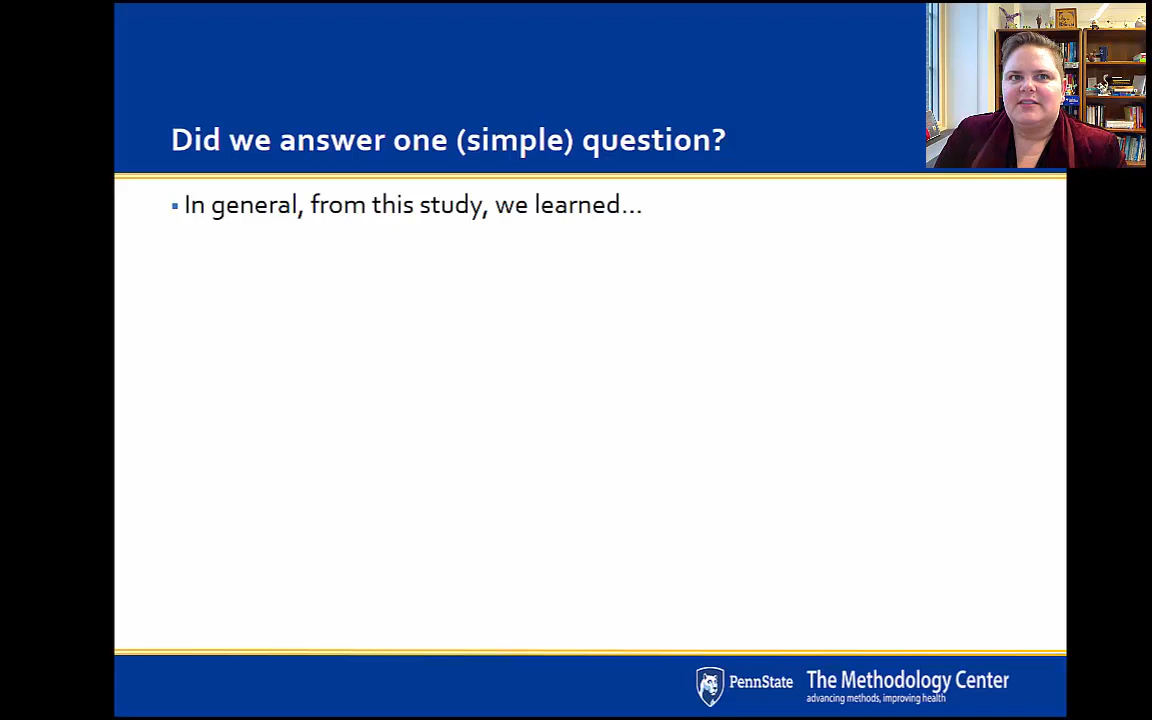 Did we answer one (simple) question?
▪ In general, from this study, we learned...
PennState The Methodology Center
advancing methods, improving health